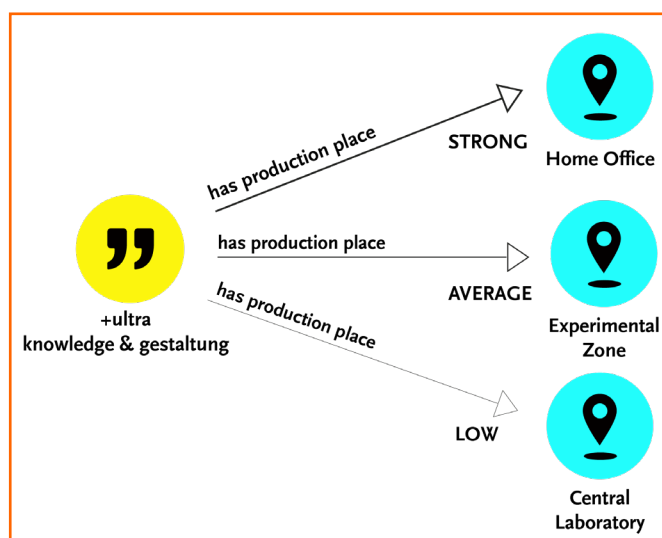 has production place
STRONG
Home Office
has production place
AVERAGE
Experimental
Zone
+ultra
knowledge & gestaltung
has production place
LOW
Central
Laboratory